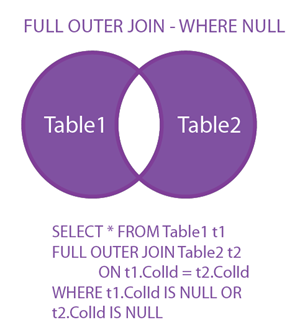 FULL OUTER JOIN - WHERE NULL
Table1 Table2
SELECT * FROM Table1 t1
FULL OUTER JOIN Table2 t2
ON t1.ColId = t2.ColId
WHERE t1.ColId IS NULL OR
t2.ColId IS NULL